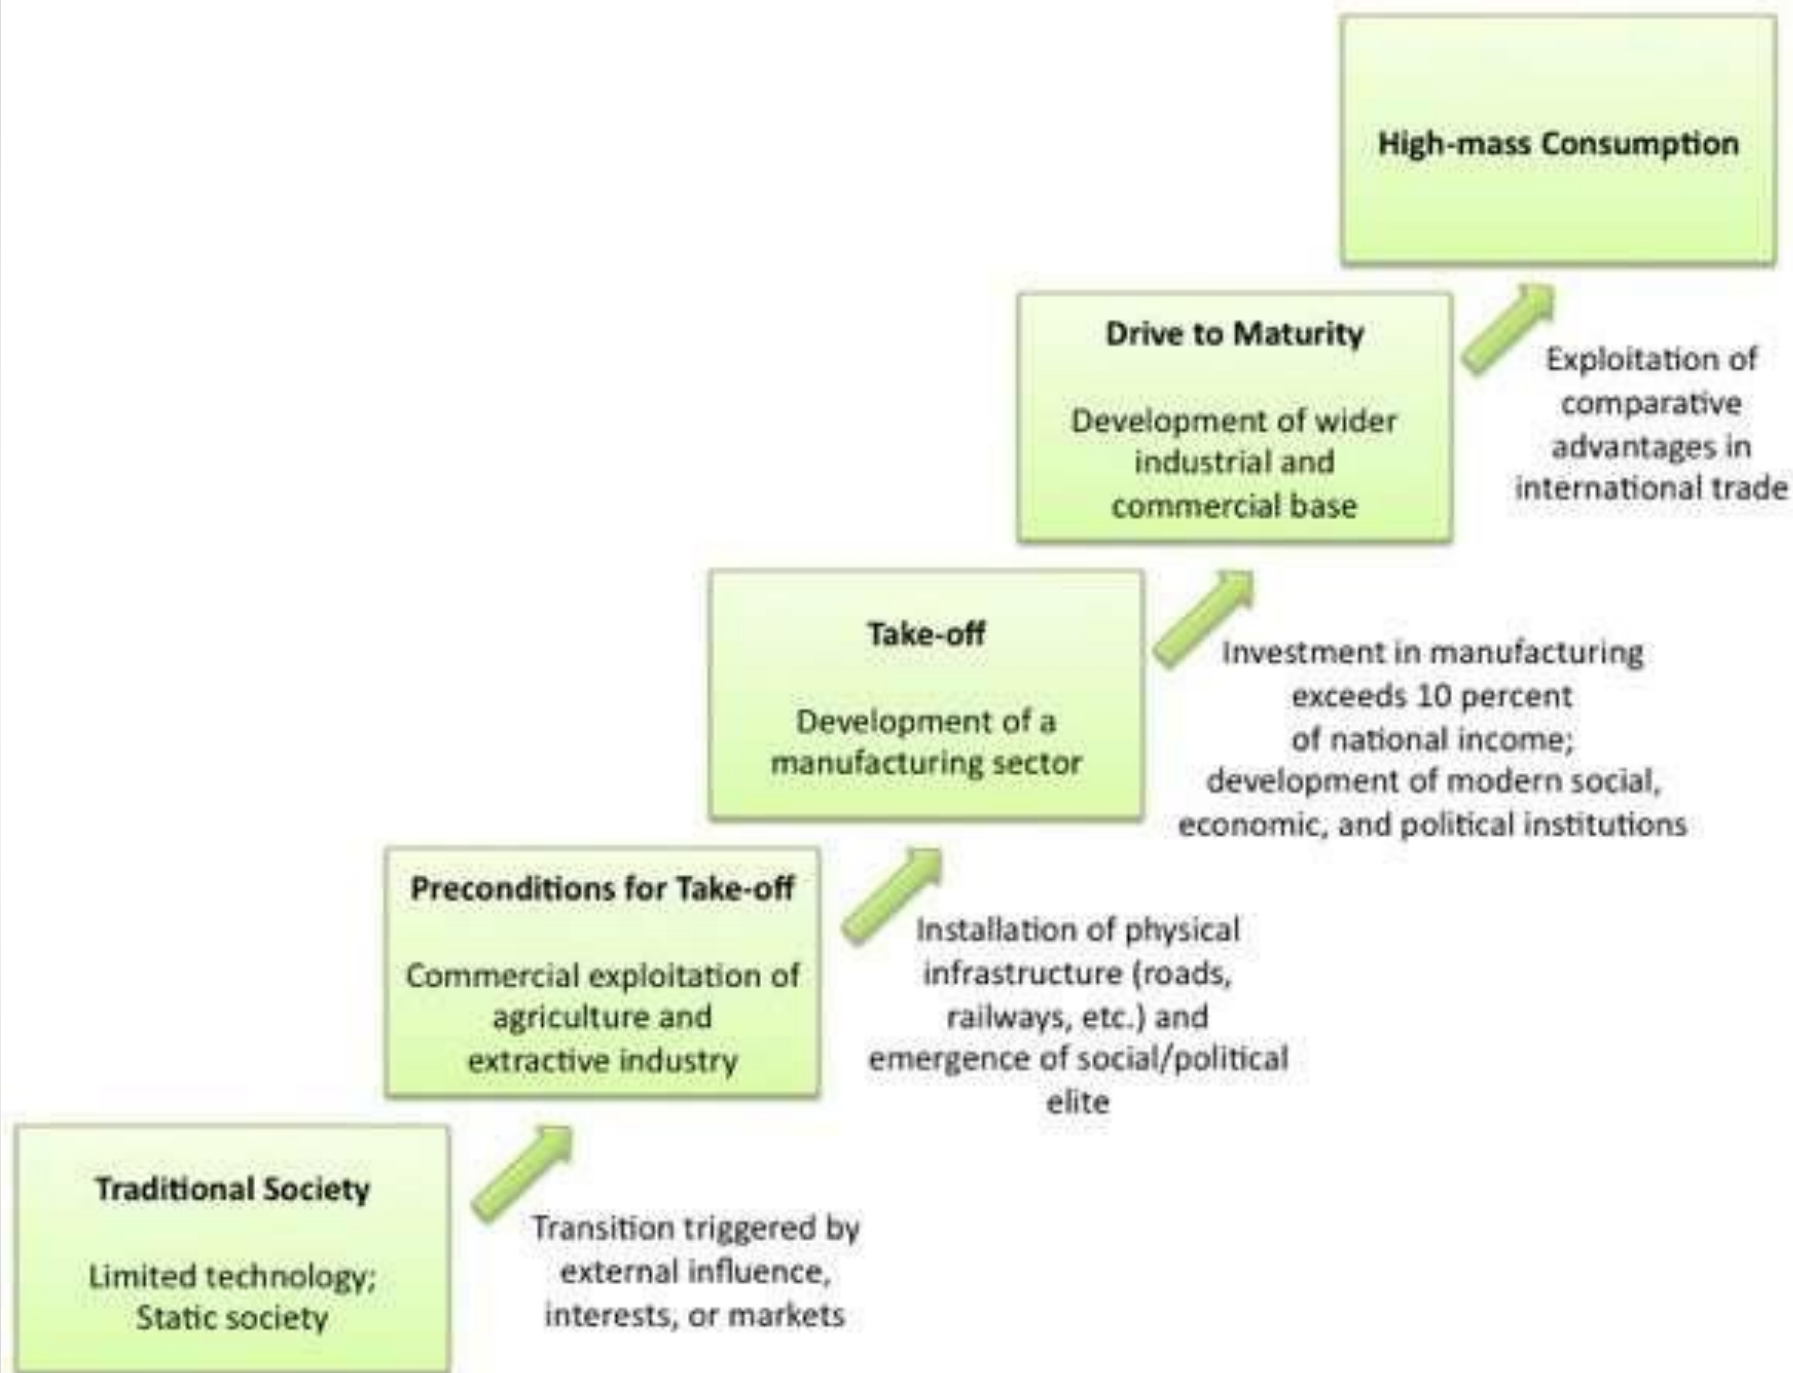 High-mass Consumption
Drive to Maturity
Development of wider
industrial and
commercial base
Exploitation of
comparative
advantages in
international trade
Take-off
Development of a
manufacturing sector
Investment in manufacturing
exceeds 10 percent
of national income;
development of modern social,
economic, and political institutions
Preconditions for Take-off
Commercial exploitation of
agriculture and
extractive industry
Installation of physical
infrastructure (roads,
railways, etc.) and
emergence of social/political
elite
Traditional Society
Limited technology;
Static society
Transition triggered by
external influence,
interests, or markets